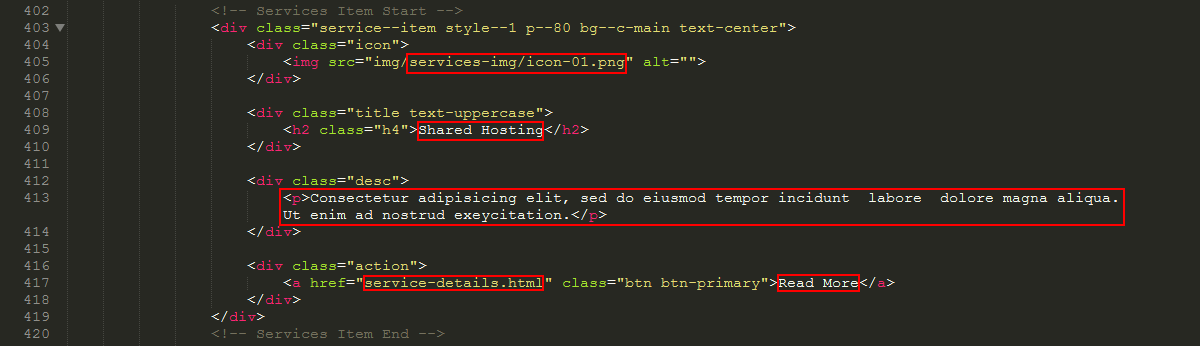 402 <!-- Services Item Start -->
403 <div class="service--item style--1 p--80 bg--c-main text-center">
404 <div class="icon">
405 <img src="img/services-img/icon-01.png" alt="">
406 </div>
407
408 <div class="title text-uppercase">
409 <h2 class="h4">Shared Hosting</h2>
410 </div>
411
412 <div class="desc">
413 <p>Consectetur adipisicing elit, sed do eiusmod tempor incidunt  labore  dolore magna aliqua.
Ut enim ad nostrud exeycitation.</p>
414 </div>
415
416 <div class="action">
417 <a href="service-details.html" class="btn btn-primary">Read More</a>
418 </div>
419 </div>
420 <!-- Services Item End -->